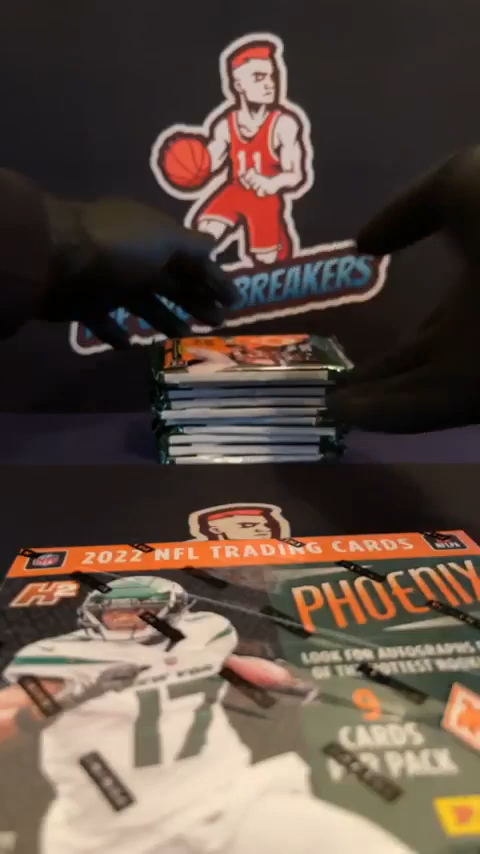 11
BREAKERS
2022 NFL TRADING CARDS
H2
PHOENIX
LOOK FOR AUTOGRAPHS
OF THE HOTTEST
9
CARDS
PER PACK
17